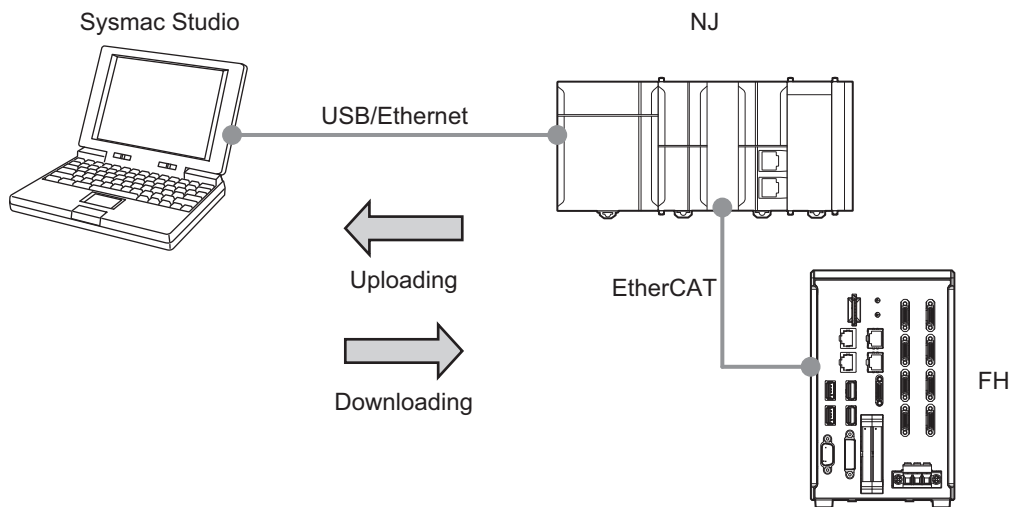 Sysmac Studio
NJ
USB/Ethernet
Uploading
EtherCAT
Downloading
FH